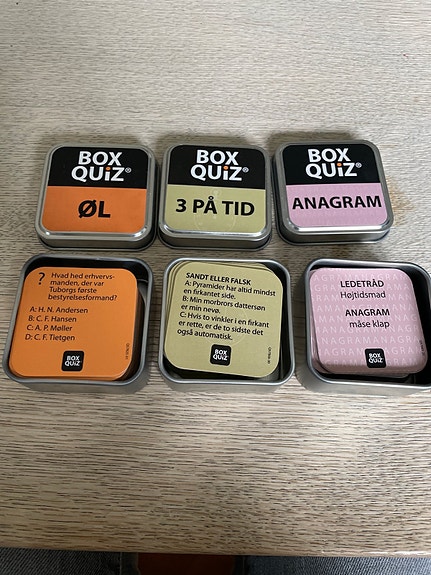 BOX
QUiZ®
ØL
BOX
QUiZ®
3 PÅ TID
BOX
QUiZ®
ANAGRAM
? Hvad hed erhvervs-
manden, der var
Tuborgs første
bestyrelsesformand?
A: H. N. Andersen
B: C. F. Hansen
C: A. P. Møller
D: C. F. Tietgen
BOX
QUiZ
SANDT ELLER FALSK
A: Pyramider har altid mindst
en firkantet side.
B: Min morbrors dattersøn
er min nevø.
C: Hvis to vinkler i en firkant
er rette, er de to sidste det
også automatisk.
BOX
QUiZ
LEDETRÅD
Højtidsmad
ANAGRAM
måse klap
BOX
QUiZ